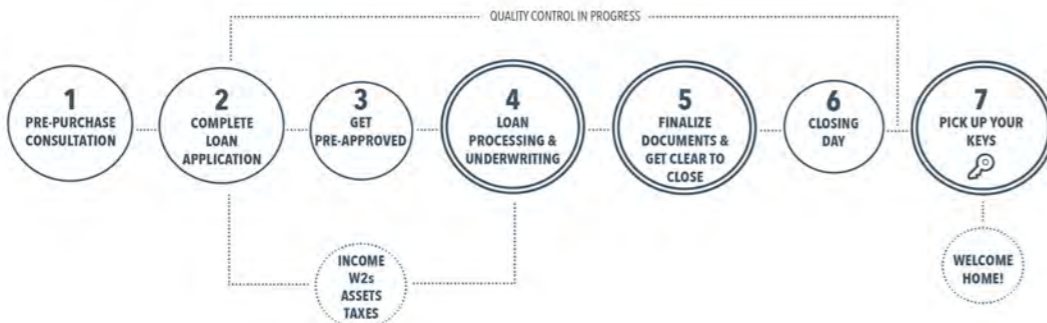 QUALITY CONTROL IN PROGRESS
1
PRE-PURCHASE
CONSULTATION
2
COMPLETE
LOAN
APPLICATION
3
GET
PRE-APPROVED
4
LOAN
PROCESSING &
UNDERWRITING
5
FINALIZE
DOCUMENTS &
GET CLEAR TO
CLOSE
6
CLOSING
DAY
7
PICK UP YOUR
KEYS
INCOME
W2s
ASSETS
TAXES
WELCOME
HOME!